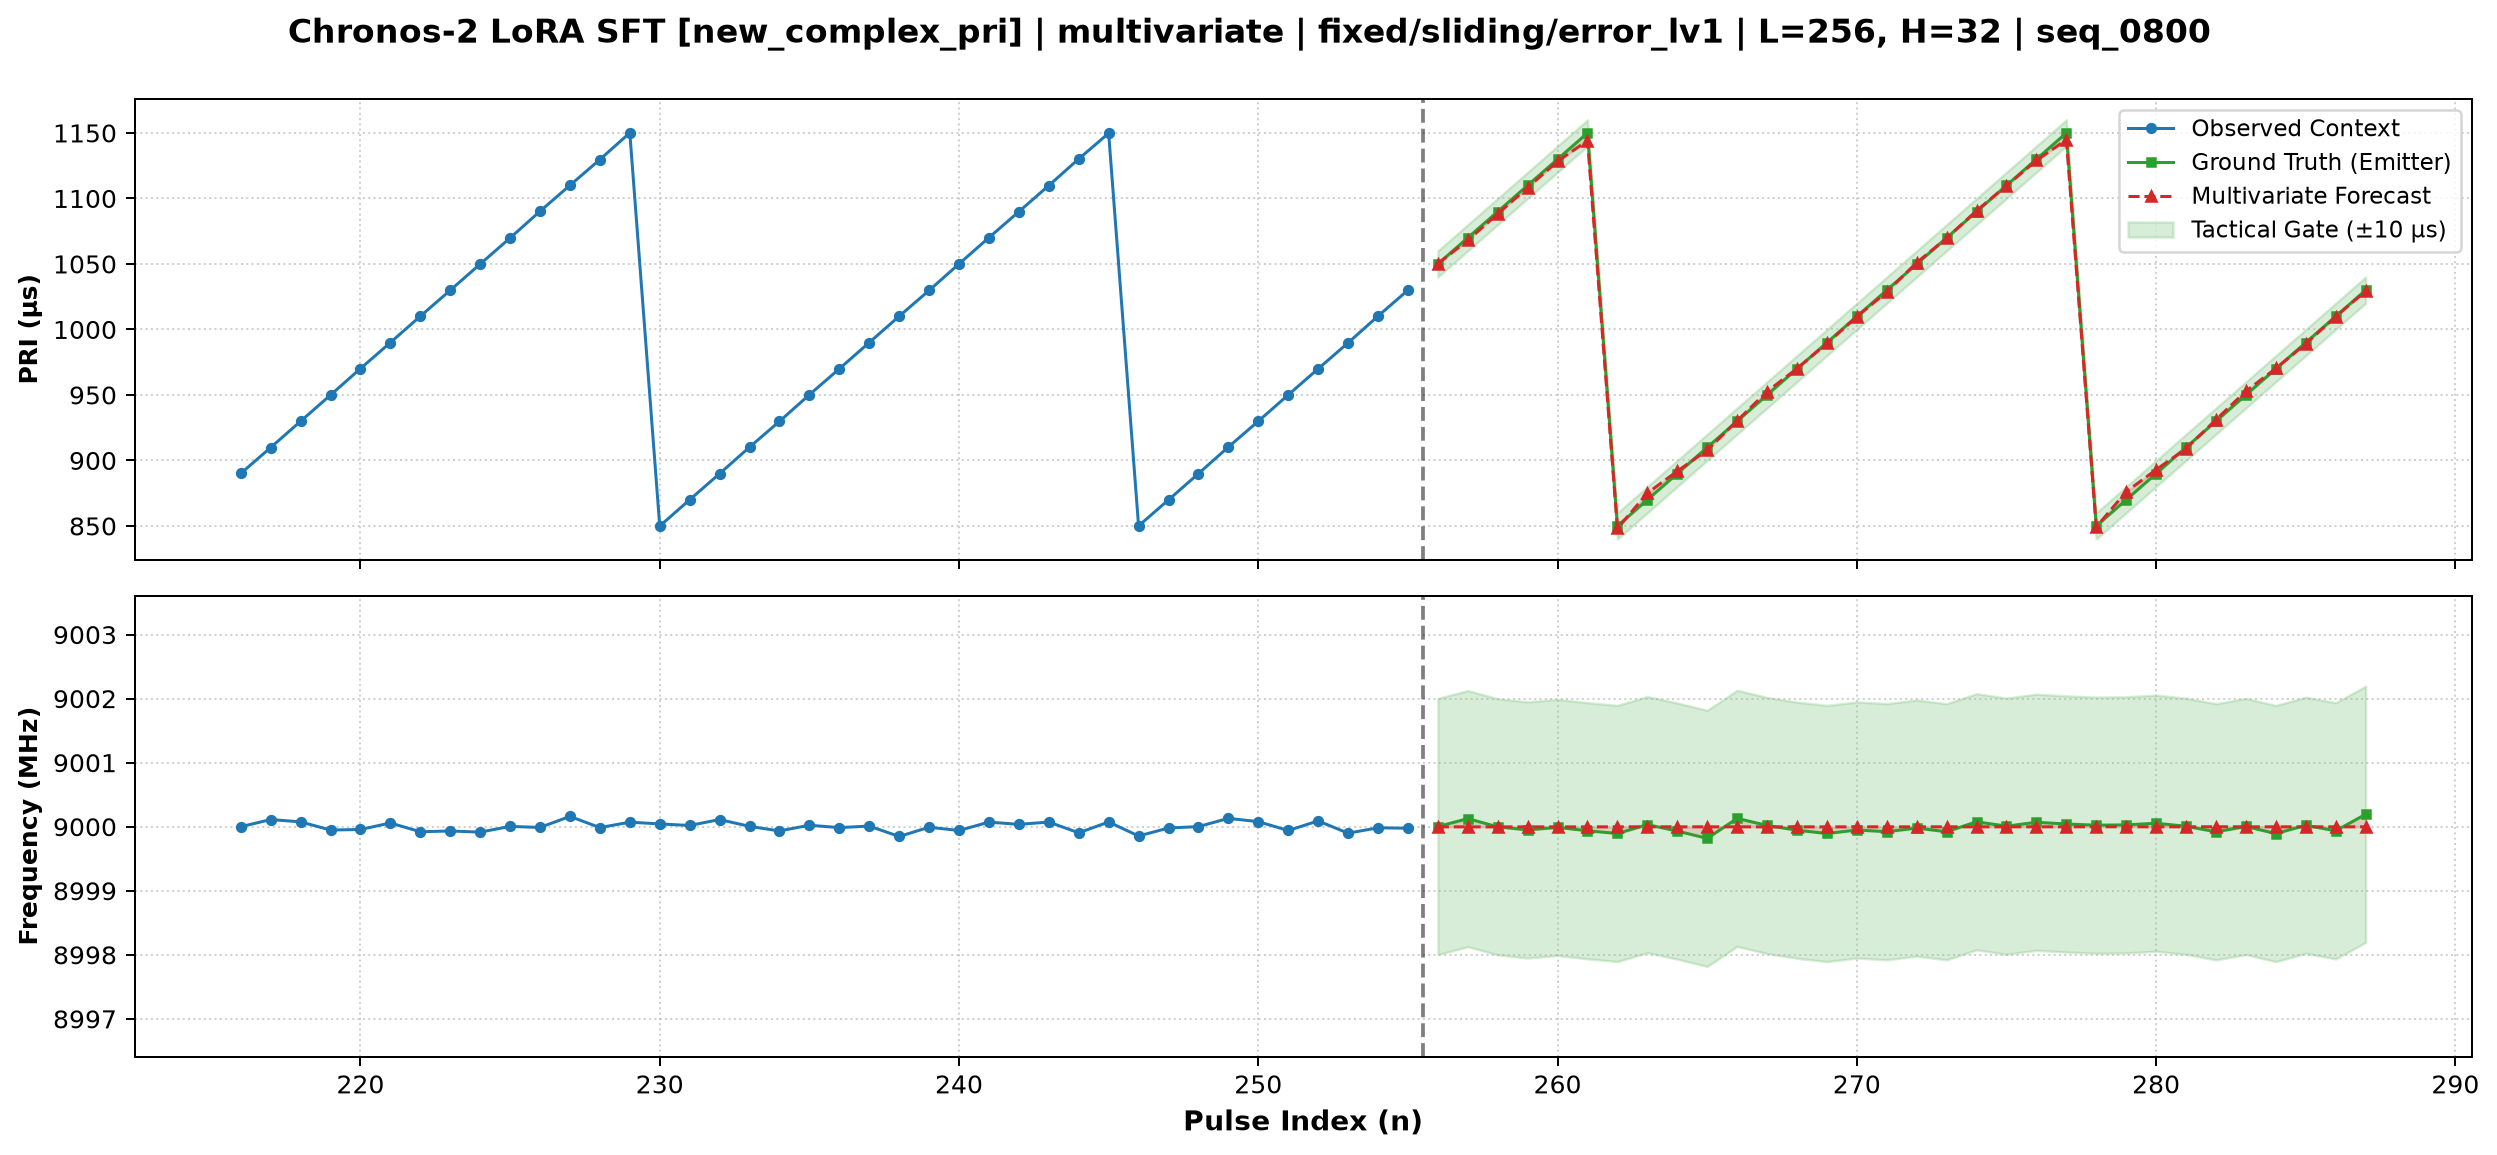 Chronos-2 LoRA SFT [new_complex_pri] | multivariate | fixed/sliding/error_lv1 | L=256, H=32 | seq_0800
PRI (µs)
1150
1100
1050
1000
950
900
850
Observed Context
Ground Truth (Emitter)
Multivariate Forecast
Tactical Gate (±10 µs)
Frequency (MHz)
9003
9002
9001
9000
8999
8998
8997
220 230 240 250 260 270 280 290
Pulse Index (n)